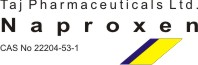 Taj Pharmaceuticals Ltd.
Naproxen
CAS No 22204-53-1